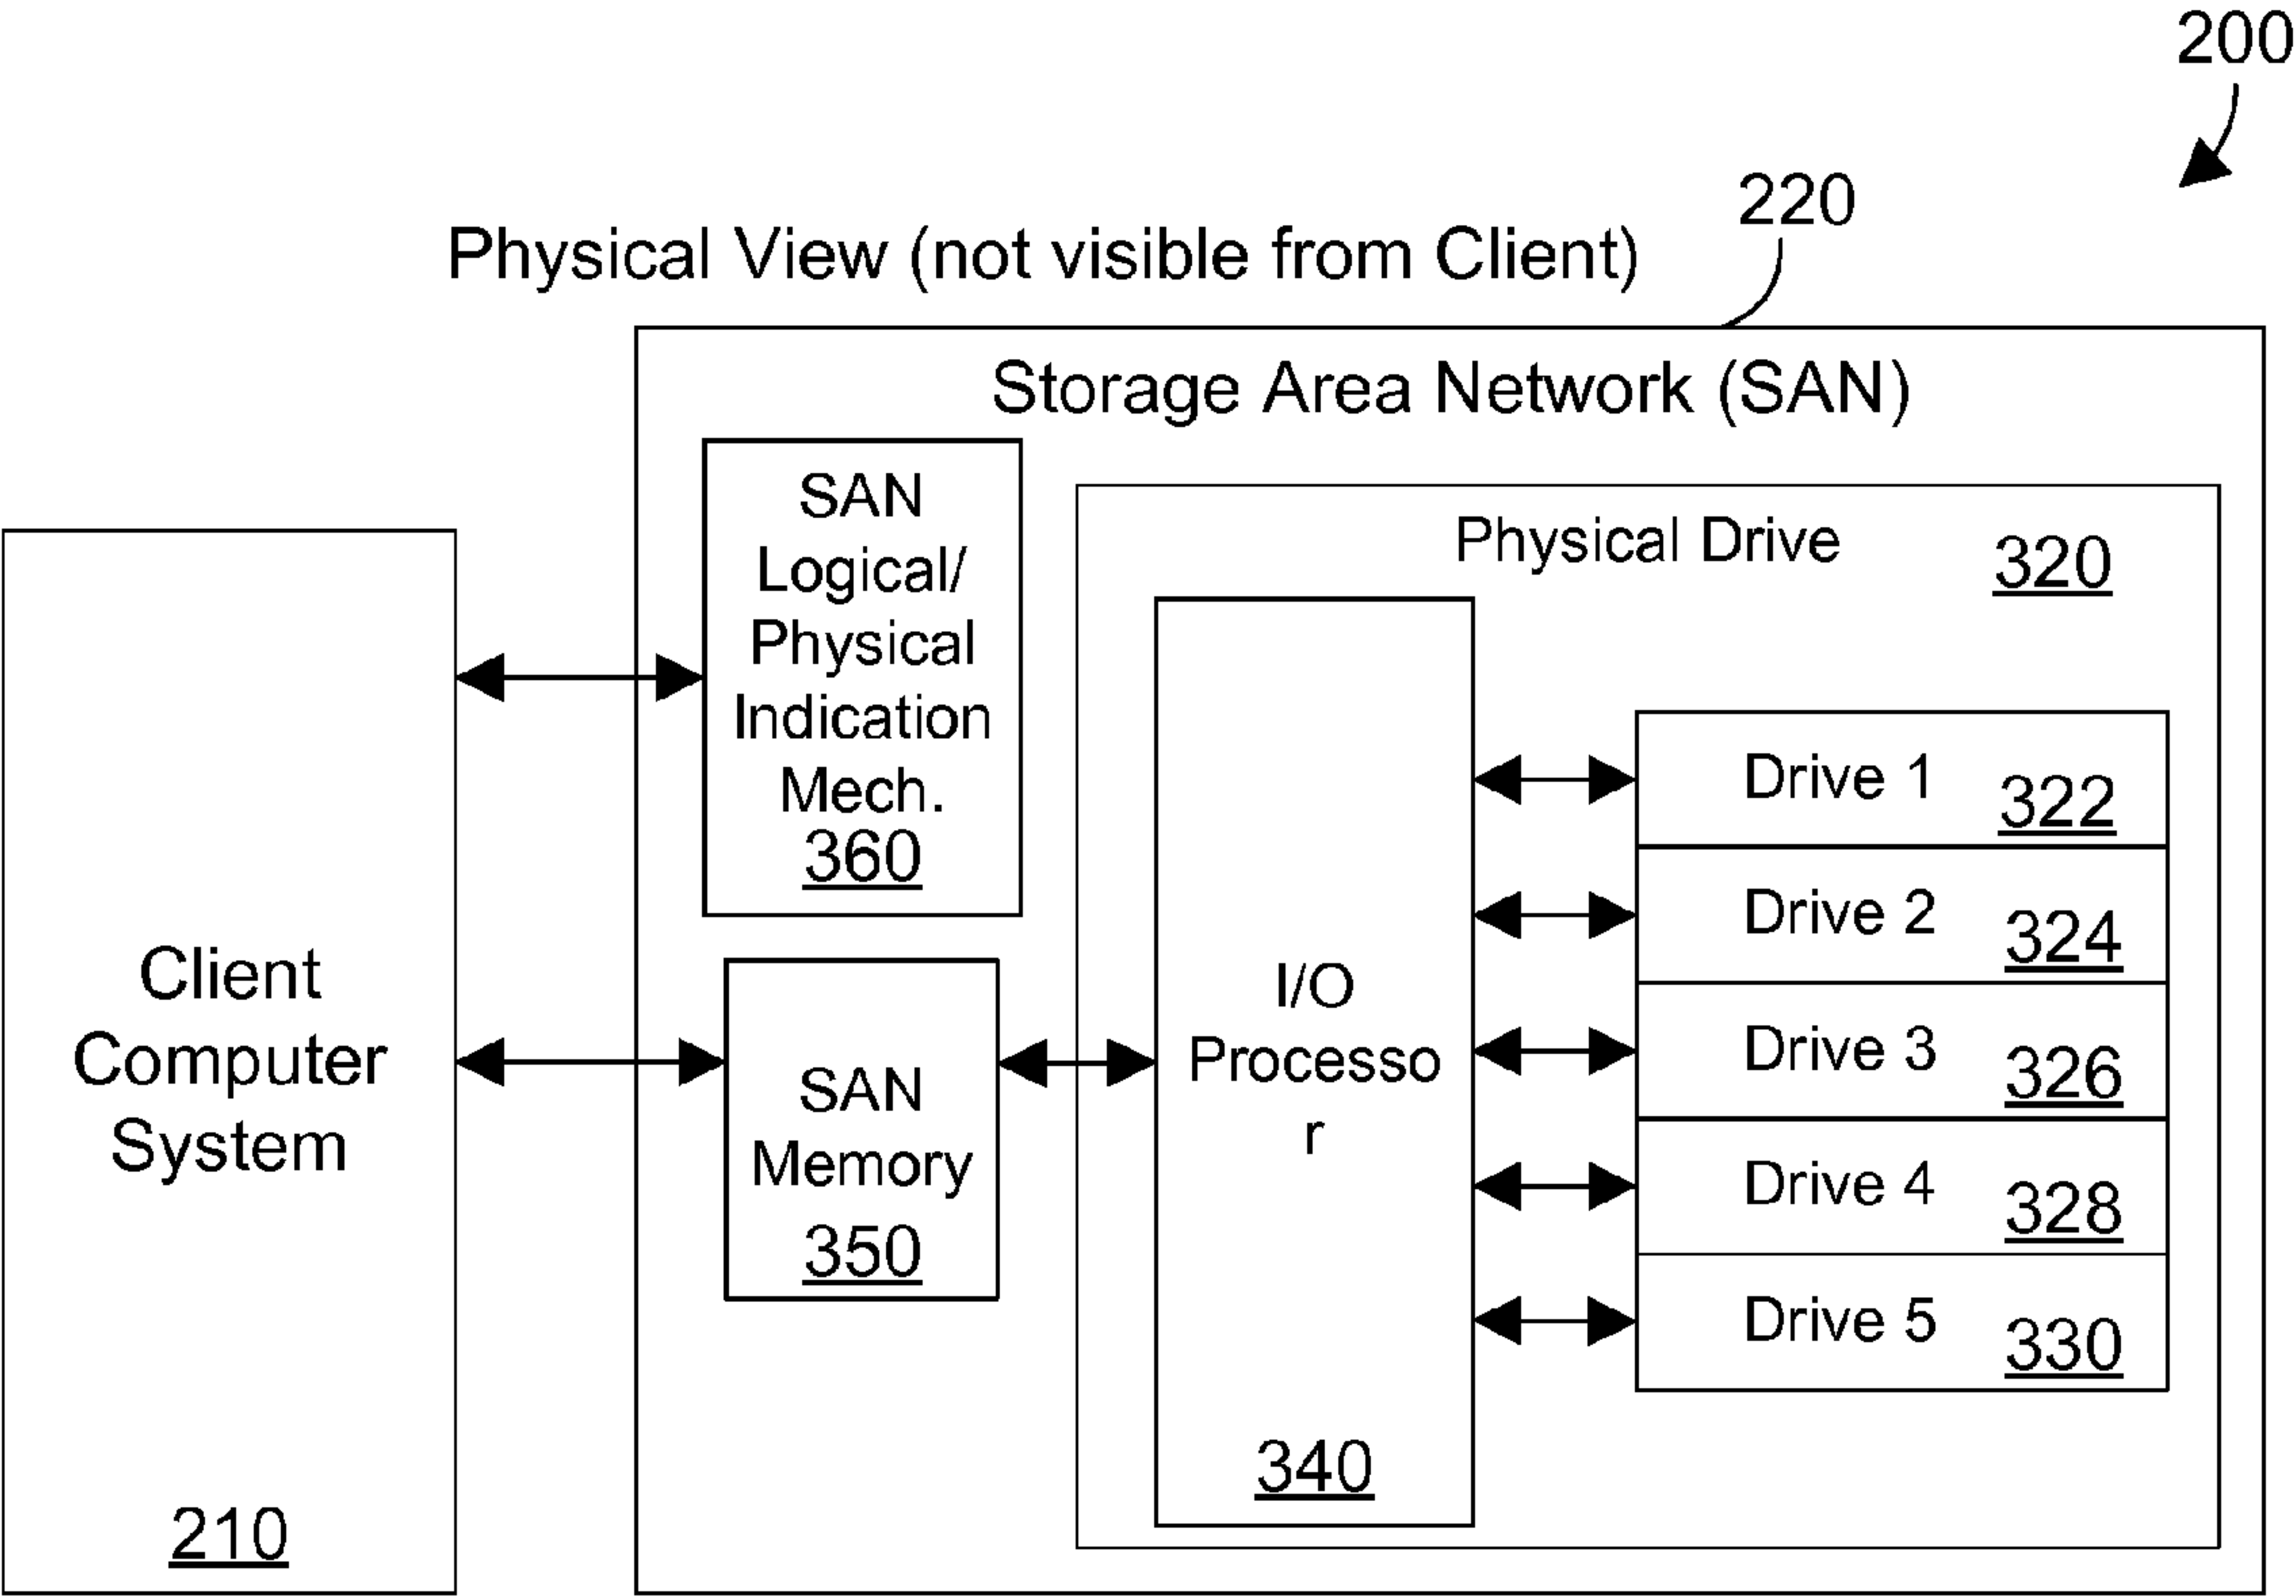 200
220
Physical View (not visible from Client)
Storage Area Network (SAN)
SAN
Logical/
Physical
Indication
Mech.
360
Physical Drive
320
Client
Computer
System
210
SAN
Memory
350
I/O
Processo
r
340
Drive 1
322
Drive 2
324
Drive 3
326
Drive 4
328
Drive 5
330